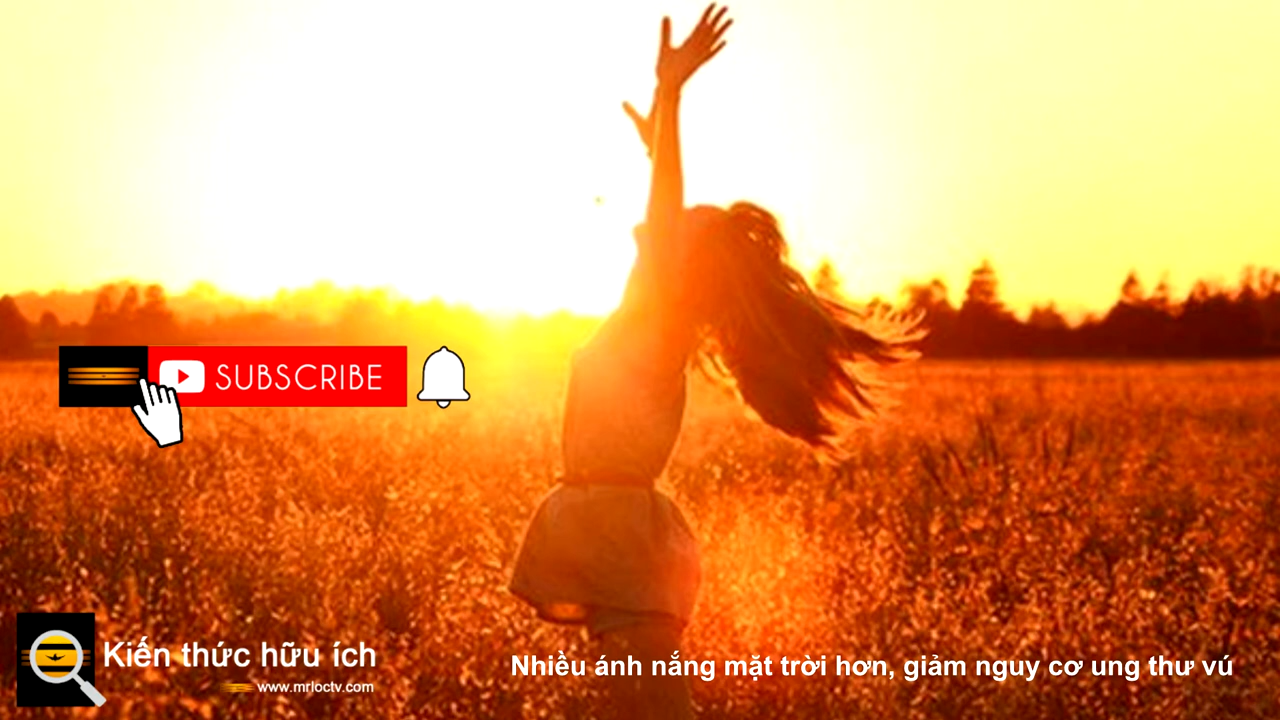 SUBSCRIBE
Kiến thức hữu ích
www.mrloctv.com
Nhiều ánh nắng mặt trời hơn, giảm nguy cơ ung thư vú